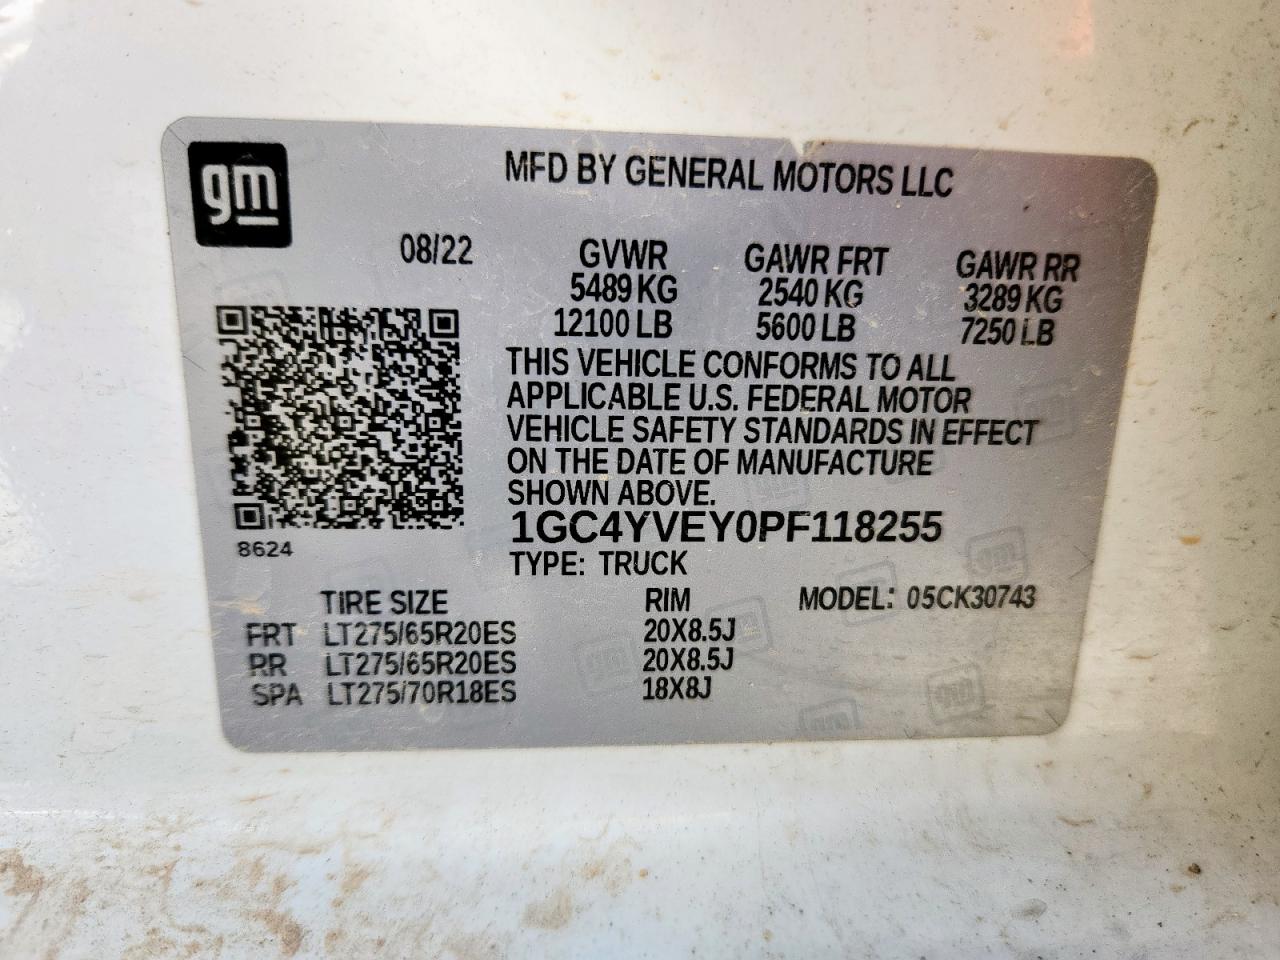 gm
MFD BY GENERAL MOTORS LLC
08/22 GVWR GAWR FRT GAWR RR
5489 KG 2540 KG 3289 KG
12100 LB 5600 LB 7250 LB
THIS VEHICLE CONFORMS TO ALL
APPLICABLE U.S. FEDERAL MOTOR
VEHICLE SAFETY STANDARDS IN EFFECT
ON THE DATE OF MANUFACTURE
SHOWN ABOVE.
1GC4YVEY0PF118255
8624
TYPE: TRUCK
TIRE SIZE RIM MODEL: 05CK30743
FRT LT275/65R20ES 20X8.5J
RR LT275/65R20ES 20X8.5J
SPA LT275/70R18ES 18X8J